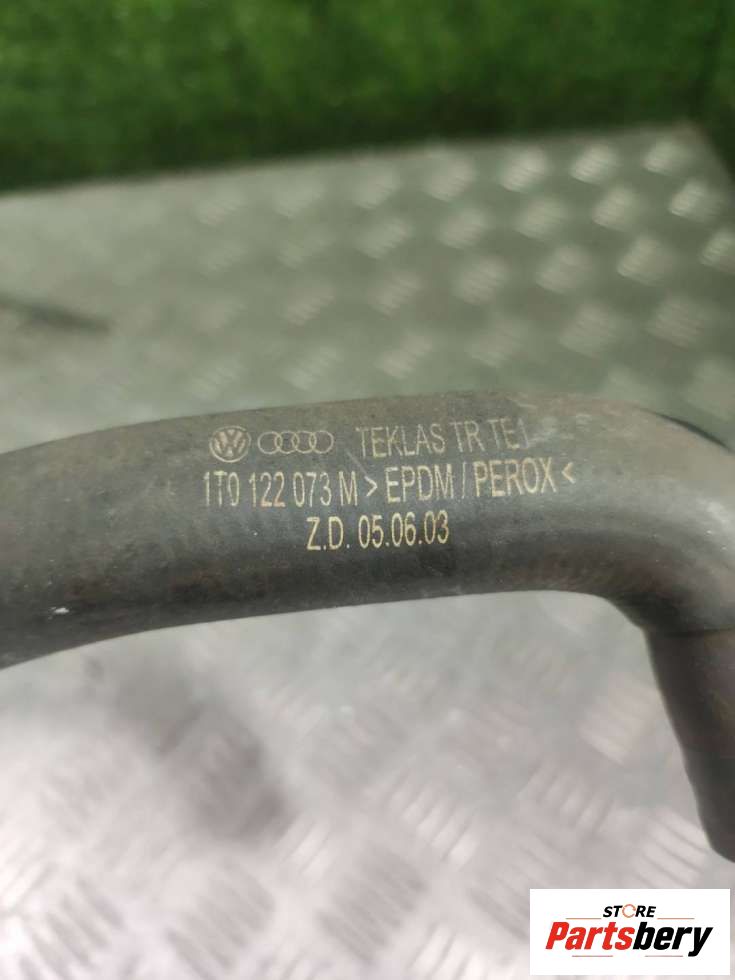 TEKLAS TR TE1
1T0 122 073 M > EPDM / PEROX <
Z.D. 05.06.03
STORE
Partsbery